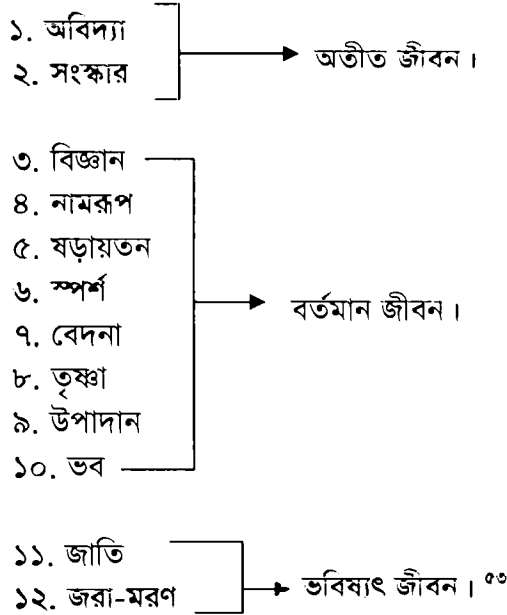 ১. অবিদ্যা
২. সংস্কার
অতীত জীবন ।
৩. বিজ্ঞান
৪. নামরূপ
৫. ষড়ায়তন
৬. স্পর্শ
৭. বেদনা
৮. তৃষ্ণা
৯. উপাদান
১০. ভব
বর্তমান জীবন ।
১১. জাতি
১২. জরা-মরণ
ভবিষ্যৎ জীবন । ৫৩